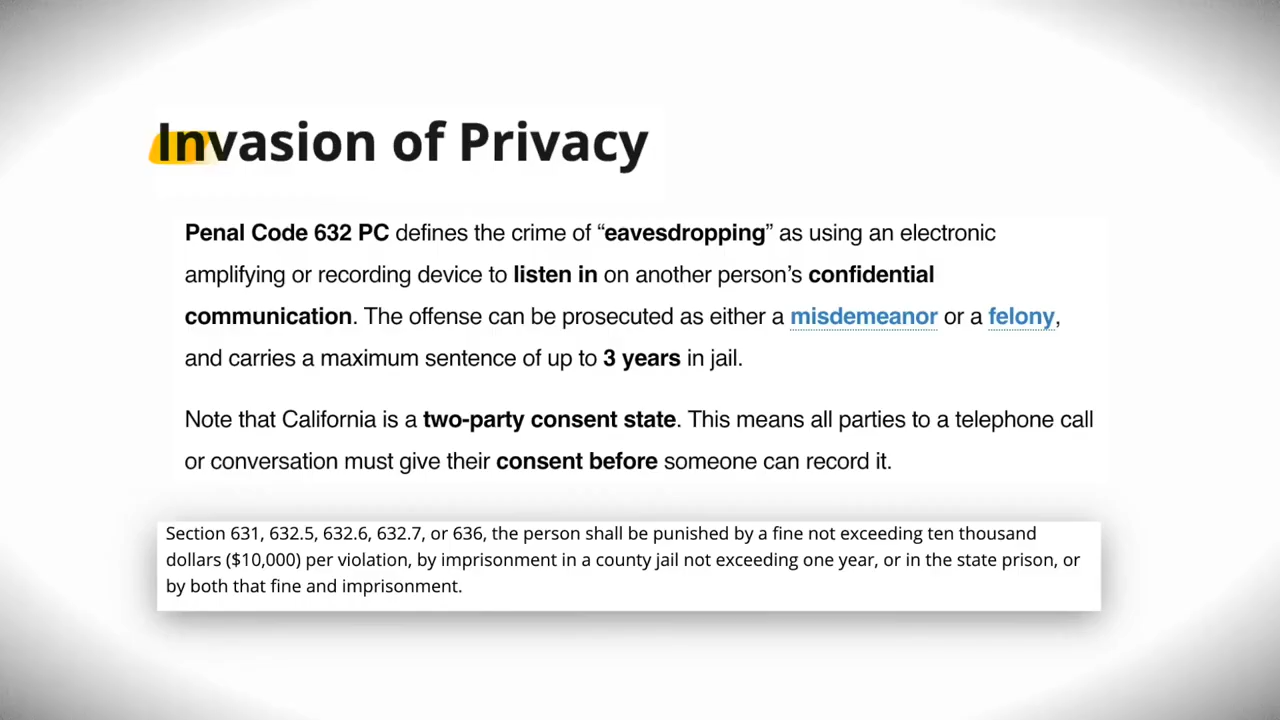 Invasion of Privacy
Penal Code 632 PC defines the crime of “eavesdropping” as using an electronic
amplifying or recording device to listen in on another person’s confidential
communication. The offense can be prosecuted as either a misdemeanor or a felony,
and carries a maximum sentence of up to 3 years in jail.
Note that California is a two-party consent state. This means all parties to a telephone call
or conversation must give their consent before someone can record it.
Section 631, 632.5, 632.6, 632.7, or 636, the person shall be punished by a fine not exceeding ten thousand
dollars ($10,000) per violation, by imprisonment in a county jail not exceeding one year, or in the state prison, or
by both that fine and imprisonment.